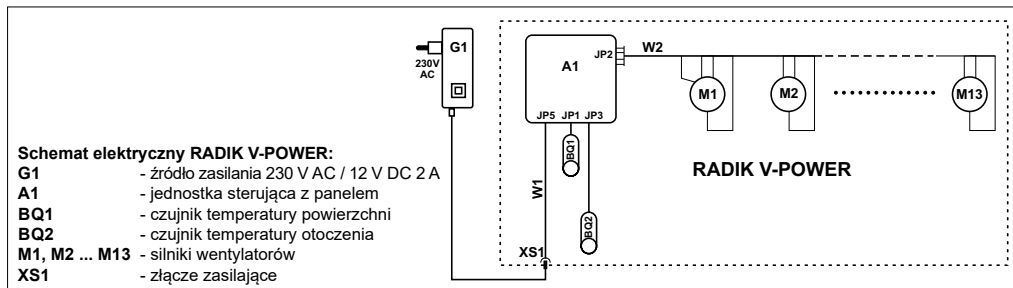 G1
230V
AC
A1
JP2
W2
M1
M2
M13
JP5 JP1 JP3
BQ1
W1
BQ2
XS1
RADIK V-POWER
Schemat elektryczny RADIK V-POWER:
G1 - źródło zasilania 230 V AC / 12 V DC 2 A
A1 - jednostka sterująca z panelem
BQ1 - czujnik temperatury powierzchni
BQ2 - czujnik temperatury otoczenia
M1, M2 ... M13 - silniki wentylatorów
XS1 - złącze zasilające